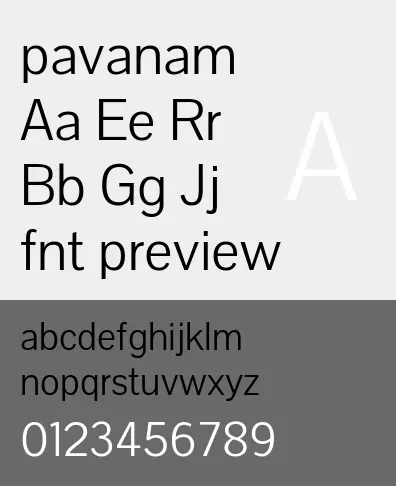 pavanam
Aa Ee Rr
A
Bb Gg Jj
fnt preview
abcdefghijklm
nopqrstuvwxyz
0123456789